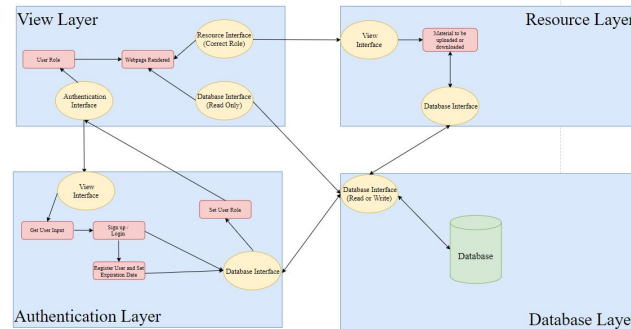 View Layer
Resource Layer
Resource Interface
(Correct Role)
View
Interface
Material to be
uploaded or
downloaded
User Role
Webpage Rendered
Authentication
Interface
Database Interface
(Read Only)
Database Interface
View
Interface
Database Interface
(Read or Write)
Set User Role
Get User Input
Sign up /
Login
Database
Register User and Set
Expiration Date
Database Interface
Authentication Layer
Database Laye